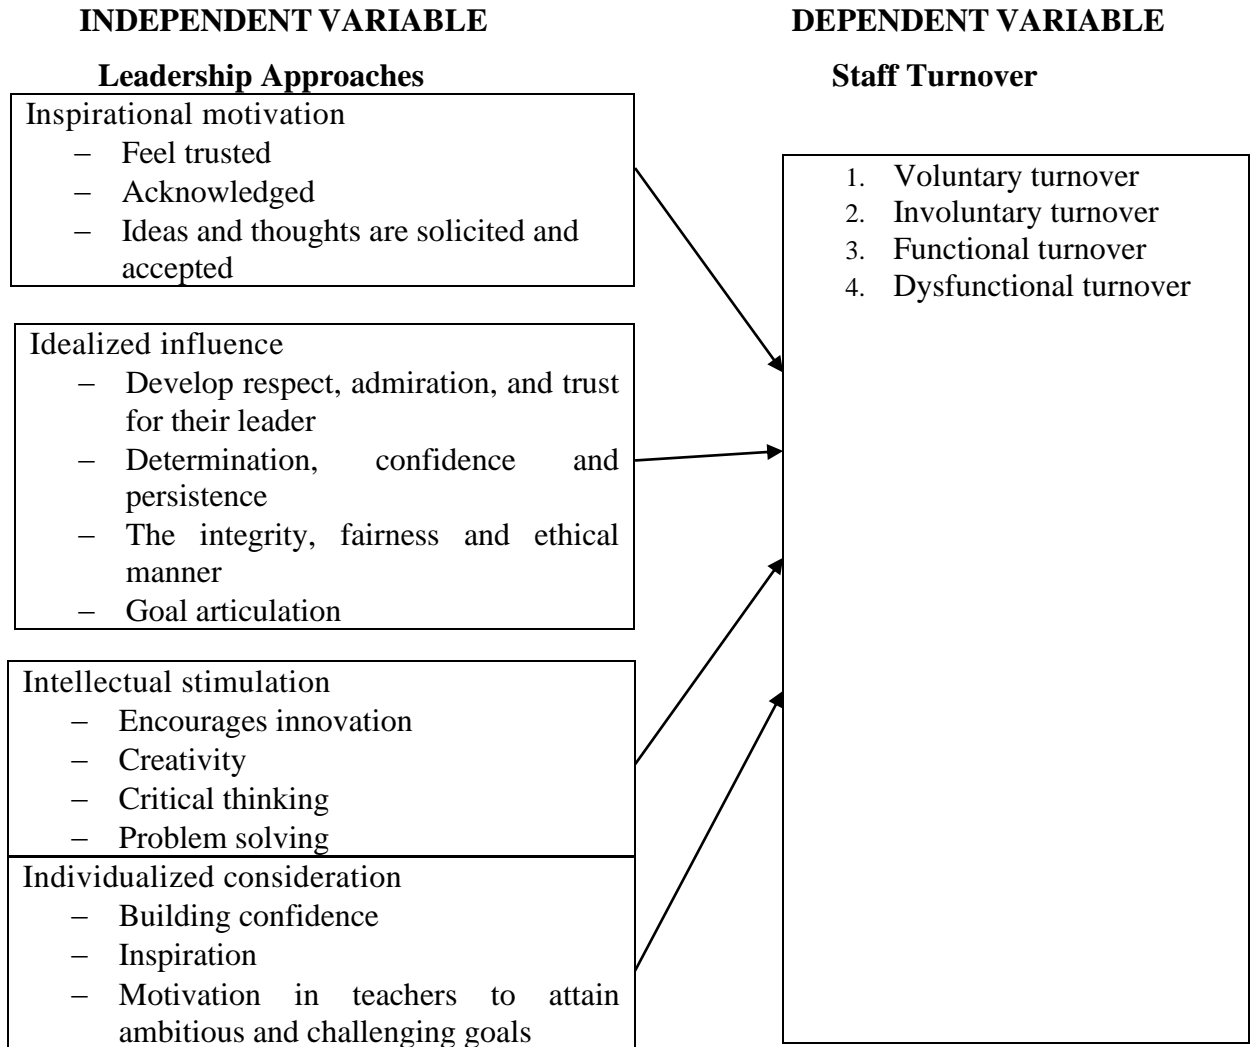 INDEPENDENT VARIABLE
Leadership Approaches
Inspirational motivation
– Feel trusted
– Acknowledged
– Ideas and thoughts are solicited and
accepted
Idealized influence
– Develop respect, admiration, and trust
for their leader
– Determination, confidence and
persistence
– The integrity, fairness and ethical
manner
– Goal articulation
Intellectual stimulation
– Encourages innovation
– Creativity
– Critical thinking
– Problem solving
Individualized consideration
– Building confidence
– Inspiration
– Motivation in teachers to attain
ambitious and challenging goals
DEPENDENT VARIABLE
Staff Turnover
1. Voluntary turnover
2. Involuntary turnover
3. Functional turnover
4. Dysfunctional turnover